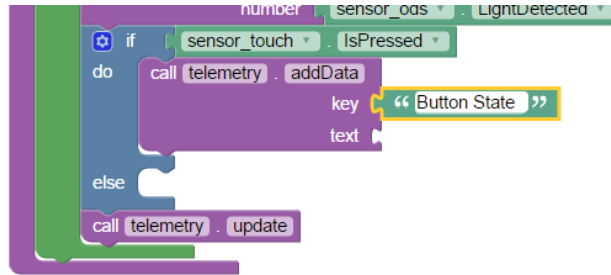 number sensor_ods . LightDetected
if sensor_touch . IsPressed
do call telemetry . addData
key “ Button State ”
text
else
call telemetry . update